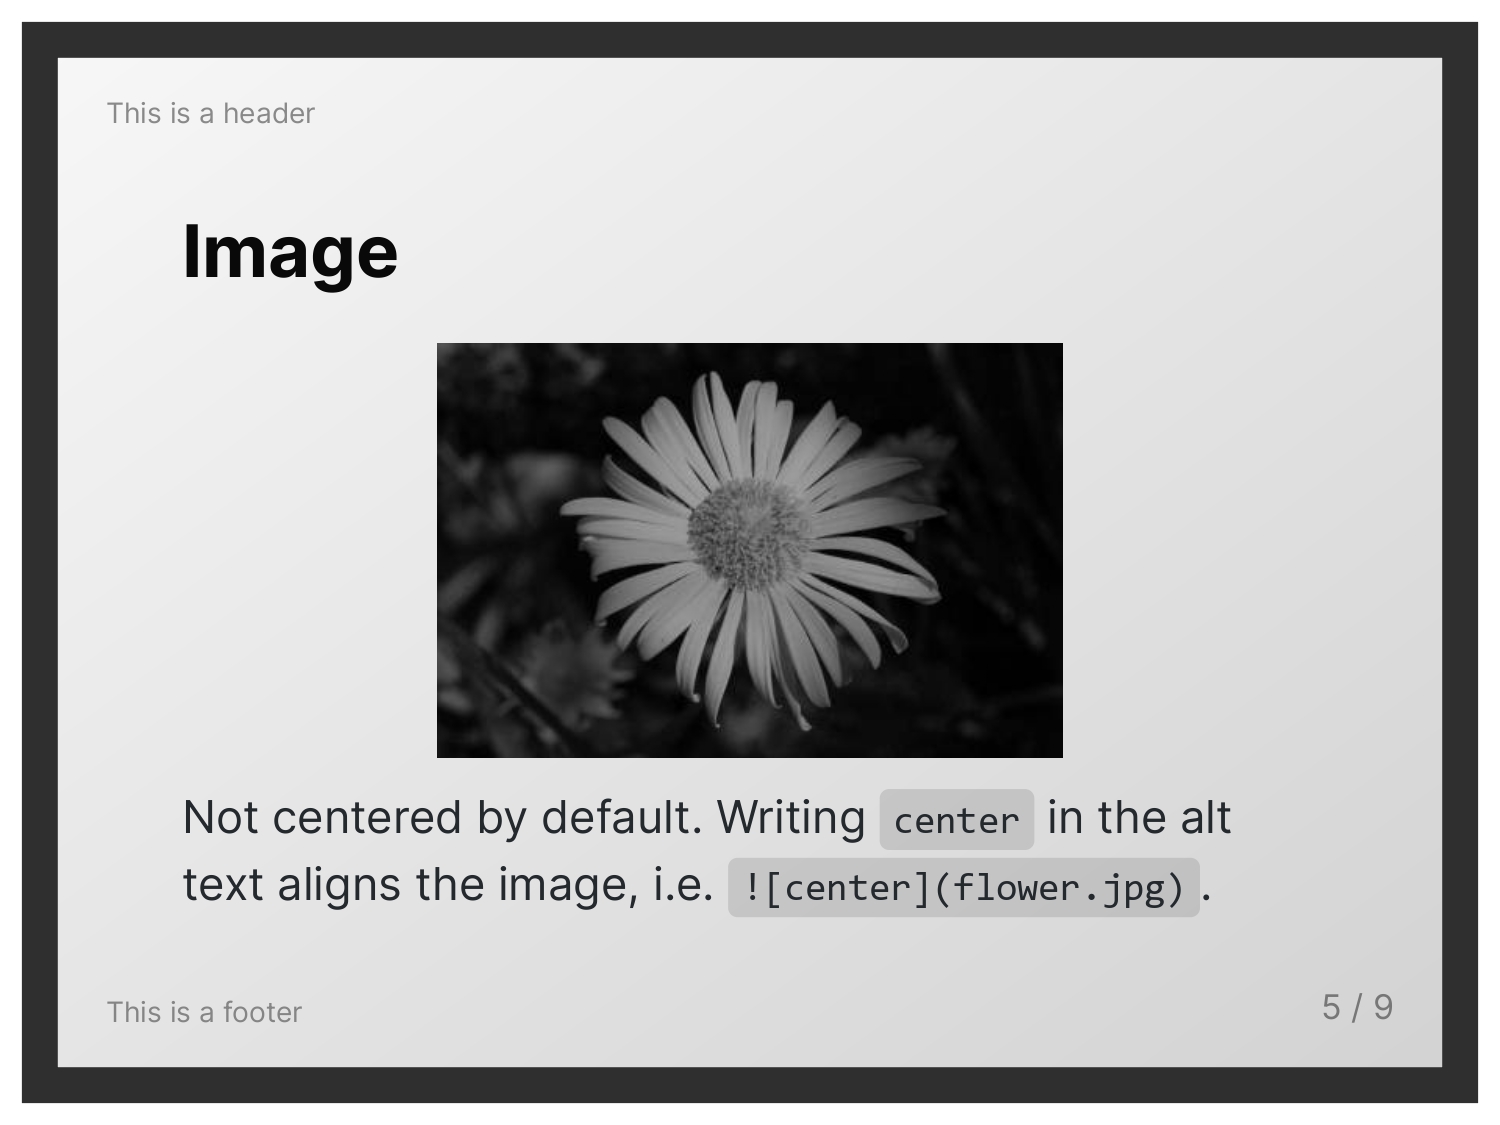 This is a header
Image
Not centered by default. Writing center in the alt
text aligns the image, i.e. ![center](flower.jpg).
This is a footer
5 / 9